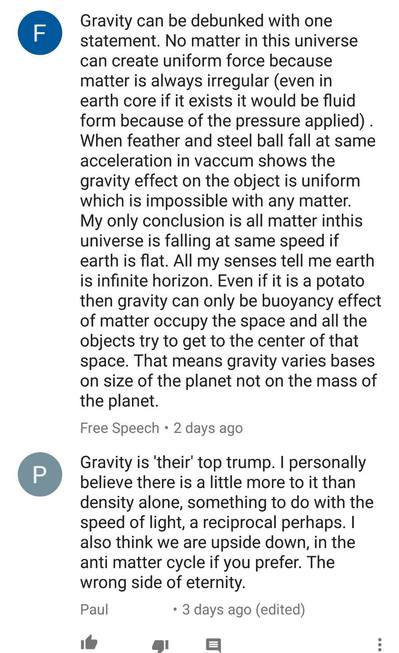 F
Gravity can be debunked with one
statement. No matter in this universe
can create uniform force because
matter is always irregular (even in
earth core if it exists it would be fluid
form because of the pressure applied) .
When feather and steel ball fall at same
acceleration in vaccum shows the
gravity effect on the object is uniform
which is impossible with any matter.
My only conclusion is all matter inthis
universe is falling at same speed if
earth is flat. All my senses tell me earth
is infinite horizon. Even if it is a potato
then gravity can only be buoyancy effect
of matter occupy the space and all the
objects try to get to the center of that
space. That means gravity varies bases
on size of the planet not on the mass of
the planet.
Free Speech • 2 days ago
P
Gravity is 'their' top trump. I personally
believe there is a little more to it than
density alone, something to do with the
speed of light, a reciprocal perhaps. I
also think we are upside down, in the
anti matter cycle if you prefer. The
wrong side of eternity.
Paul • 3 days ago (edited)